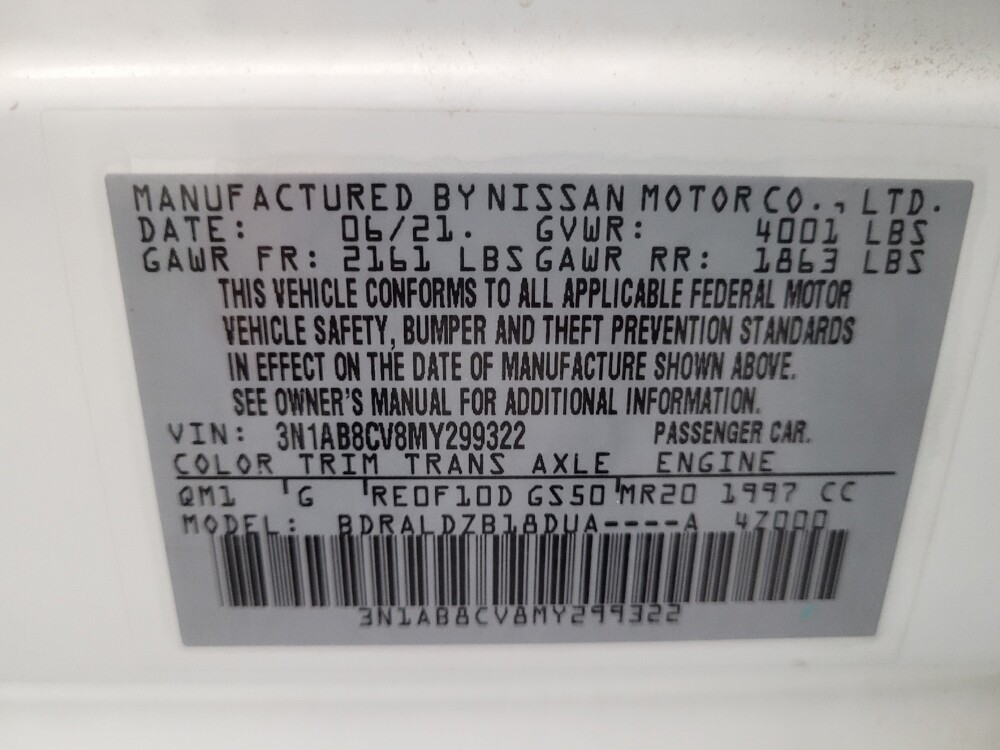 MANUFACTURED BY NISSAN MOTOR CO., LTD.
DATE: 06/21. GVWR: 4001 LBS
GAWR FR: 2161 LBS GAWR RR: 1863 LBS
THIS VEHICLE CONFORMS TO ALL APPLICABLE FEDERAL MOTOR
VEHICLE SAFETY, BUMPER AND THEFT PREVENTION STANDARDS
IN EFFECT ON THE DATE OF MANUFACTURE SHOWN ABOVE.
SEE OWNER'S MANUAL FOR ADDITIONAL INFORMATION.
VIN: 3N1AB8CV8MY299322 PASSENGER CAR.
COLOR TRIM TRANS AXLE ENGINE
QM1 G RE0F10D GS50 MR20 1997 CC
MODEL: BDRALDZB18DUA----A 4Z000
3N1AB8CV8MY299322